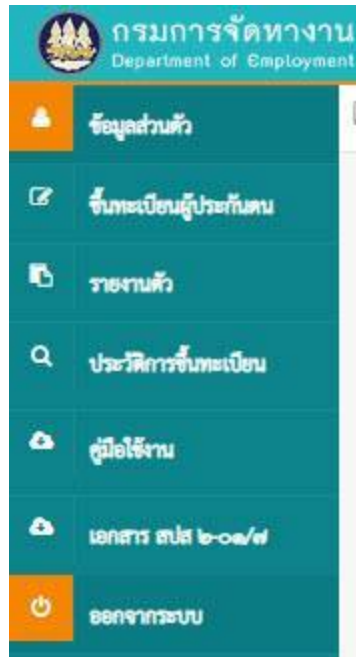 กรมการจัดหางาน
Department of Employment
ข้อมูลส่วนตัว
ขึ้นทะเบียนผู้ประกันตน
รายงานตัว
ประวัติการขึ้นทะเบียน
คู่มือใช้งาน
เอกสาร สปส ๒-๐๑/๗
ออกจากระบบ